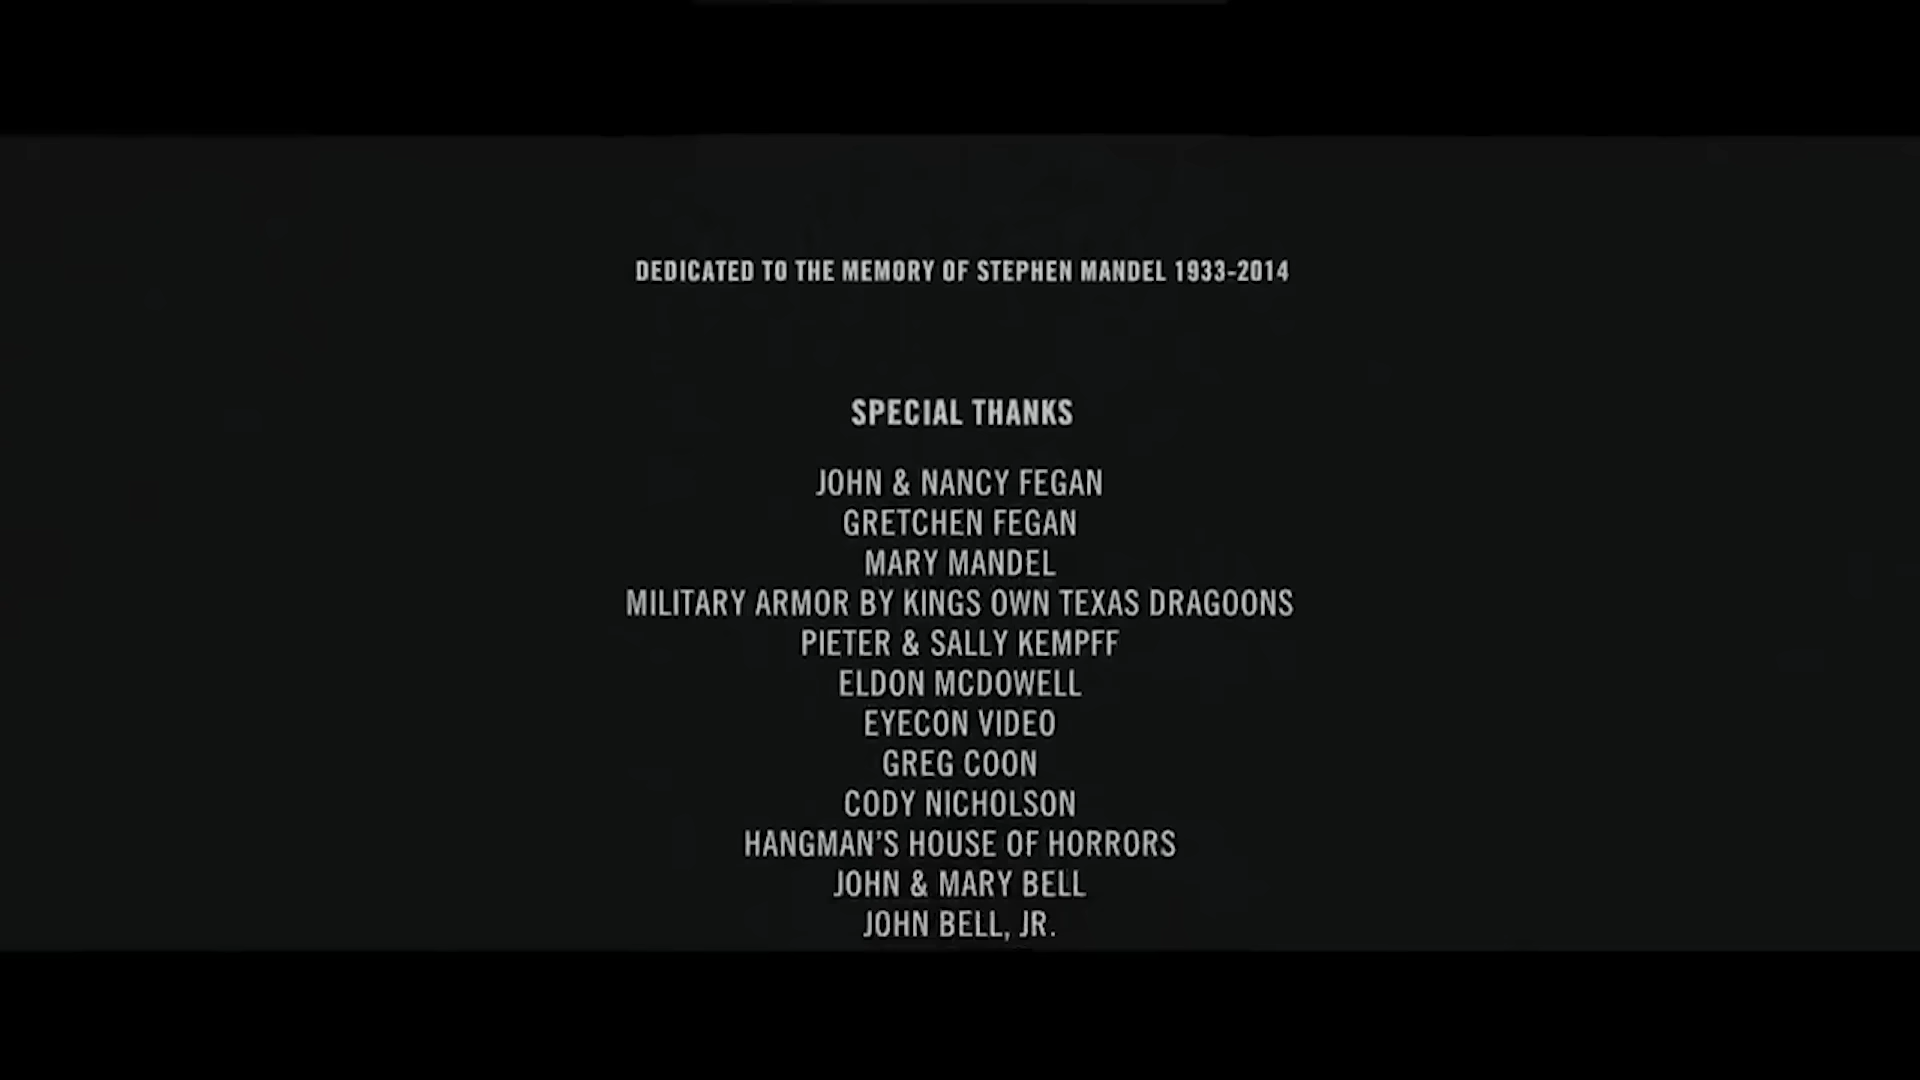 DEDICATED TO THE MEMORY OF STEPHEN MANDEL 1933-2014
SPECIAL THANKS
JOHN & NANCY FEGAN
GRETCHEN FEGAN
MARY MANDEL
MILITARY ARMOR BY KINGS OWN TEXAS DRAGOONS
PIETER & SALLY KEMPFF
ELDON MCDOWELL
EYECON VIDEO
GREG COON
CODY NICHOLSON
HANGMAN'S HOUSE OF HORRORS
JOHN & MARY BELL
JOHN BELL, JR.